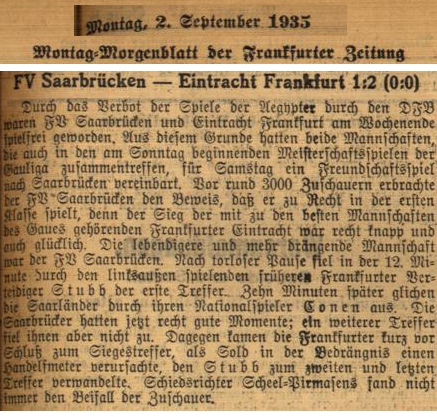 Montag, 2. September 1935
Montag-Morgenblatt der Frankfurter Zeitung
FV Saarbrücken — Eintracht Frankfurt 1:2 (0:0)
Durch das Verbot der Spiele der Aegypter durch den DFB
waren FV Saarbrücken und Eintracht Frankfurt am Wochenende
spielfrei geworden. Aus diesem Grunde hatten beide Mannschaften,
die auch in den am Sonntag beginnenden Meisterschaftsspielen der
Gauliga zusammentreffen, für Samstag ein Freundschaftsspiel
nach Saarbrücken vereinbart. Vor rund 3000 Zuschauern erbrachte
der FV Saarbrücken den Beweis, daß er zu Recht in der ersten
Klasse spielt, denn der Sieg der mit zu den besten Mannschaften
des Gaues gehörenden Frankfurter Eintracht war recht knapp und
auch glücklich. Die lebendigere und mehr drängende Mannschaft
war der FV Saarbrücken. Nach torloser Pause fiel in der 12. Mi-
nute durch den linksaußen spielenden früheren Frankfurter Ver-
teidiger Stubb der erste Treffer. Zehn Minuten später glichen
die Saarländer durch ihren Nationalspieler Conen aus. Die
Saarbrücker hatten jetzt recht gute Momente; ein weiterer Treffer
fiel ihnen aber nicht zu. Dagegen kamen die Frankfurter kurz vor
Schluß zum Siegestreffer, als Sold in der Bedrängnis einen
Handelfmeter verursachte, den Stubb zum zweiten und letzten
Treffer verwandelte. Schiedsrichter Scheel-Pirmasens fand nicht
immer den Beifall der Zuschauer.